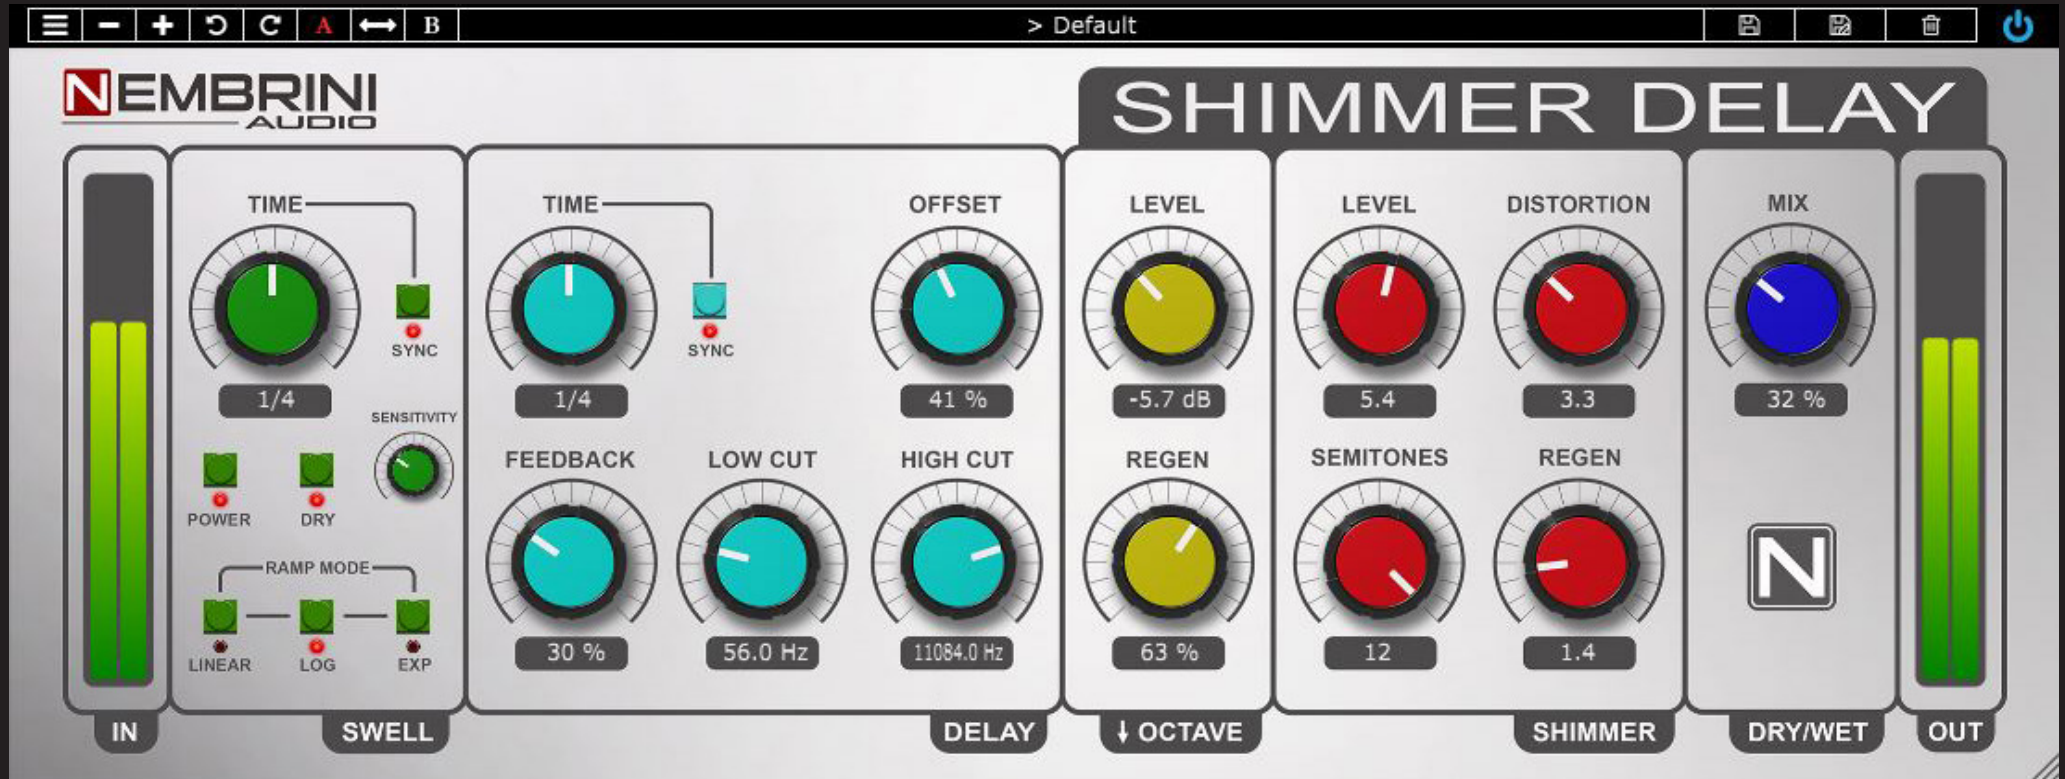 A
B
> Default
NEMBRINI
AUDIO
SHIMMER DELAY
TIME
SYNC
1/4
SENSITIVITY
POWER
DRY
RAMP MODE
LINEAR
LOG
EXP
TIME
SYNC
1/4
OFFSET
41 %
FEEDBACK
30 %
LOW CUT
56.0 Hz
HIGH CUT
11084.0 Hz
LEVEL
-5.7 dB
REGEN
63 %
LEVEL
5.4
DISTORTION
3.3
SEMITONES
12
REGEN
1.4
MIX
32 %
N
IN
SWELL
DELAY
OCTAVE
SHIMMER
DRY/WET
OUT